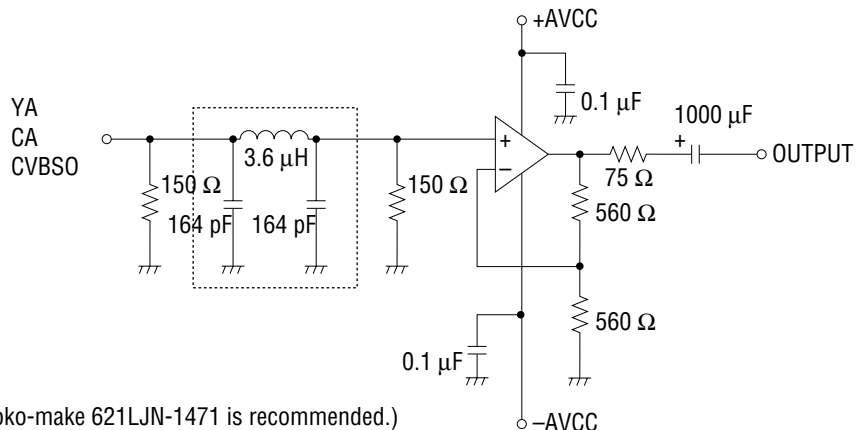 +AVCC
0.1 μF
YA
CA
CVBSO
1000 μF
+
+
−
OUTPUT
3.6 μH
75 Ω
150 Ω
150 Ω
164 pF
164 pF
560 Ω
560 Ω
0.1 μF
-make 621LJN-1471 is recommended.)
–AVCC